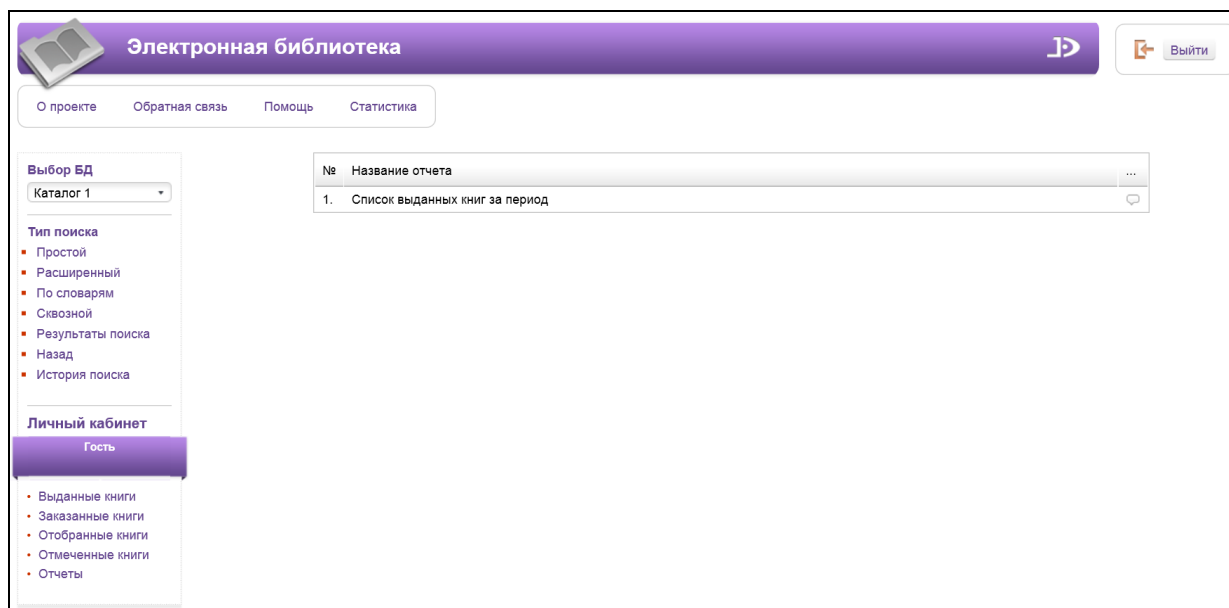 Электронная библиотека
Выйти
О проекте Обратная связь Помощь Статистика
Выбор БД
Каталог 1
Тип поиска
Простой
Расширенный
По словарям
Сквозной
Результаты поиска
Назад
История поиска
Личный кабинет
Гость
Выданные книги
Заказанные книги
Отобранные книги
Отмеченные книги
Отчеты
№ Название отчета ...
1. Список выданных книг за период